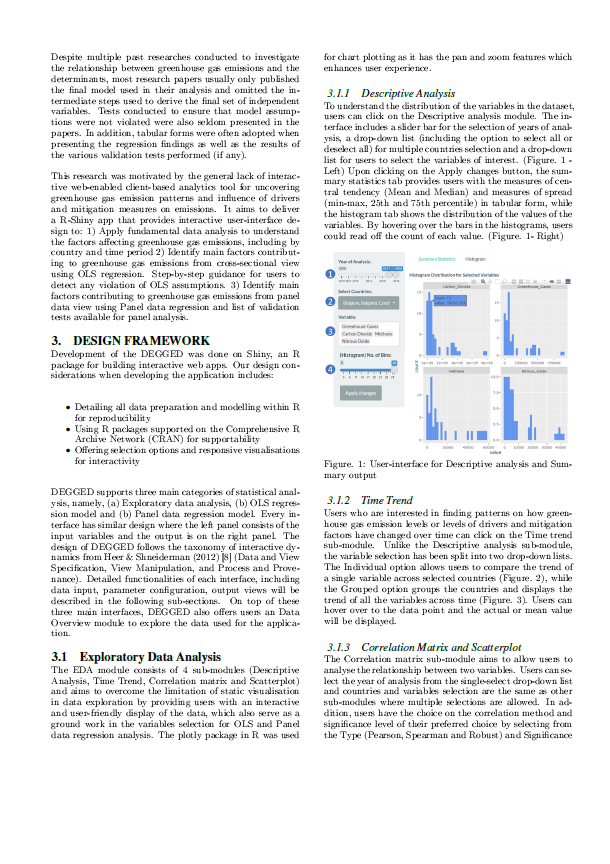 Despite multiple past researches conducted to investigate
the relationship between greenhouse gas emissions and the
determinants, most research papers usually only published
the final model used in their analysis and omitted the in-
termediate steps used to derive the final set of independent
variables. Tests conducted to ensure that model assump-
tions were not violated were also seldom presented in the
papers. In addition, tabular forms were often adopted when
presenting the regression findings as well as the results of
the various validation tests performed (if any).
This research was motivated by the general lack of interac-
tive web-enabled client-based analytics tool for uncovering
greenhouse gas emission patterns and influence of drivers
and mitigation measures on emissions. It aims to deliver
a R-Shiny app that provides interactive user-interface de-
sign to: 1) Apply fundamental data analysis to understand
the factors affecting greenhouse gas emissions, including by
country and time period 2) Identify main factors contribut-
ing to greenhouse gas emissions from cross-sectional view
using OLS regression. Step-by-step guidance for users to
detect any violation of OLS assumptions. 3) Identify main
factors contributing to greenhouse gas emissions from panel
data view using Panel data regression and list of validation
tests available for panel analysis.
3. DESIGN FRAMEWORK
Development of the DEGGED was done on Shiny, an R
package for building interactive web apps. Our design con-
siderations when developing the application includes:
• Detailing all data preparation and modelling within R
for reproducibility
• Using R packages supported on the Comprehensive R
Archive Network (CRAN) for supportability
• Offering selection options and responsive visualisations
for interactivity
DEGGED supports three main categories of statistical anal-
ysis, namely, (a) Exploratory data analysis, (b) OLS regres-
sion model and (b) Panel data regression model. Every in-
terface has similar design where the left panel consists of the
input variables and the output is on the right panel. The
design of DEGGED follows the taxonomy of interactive dy-
namics from Heer & Shneiderman (2012) [8] (Data and View
Specification, View Manipulation, and Process and Prove-
nance). Detailed functionalities of each interface, including
data input, parameter configuration, output views will be
described in the following sub-sections. On top of these
three main interfaces, DEGGED also offers users an Data
Overview module to explore the data used for the applica-
tion.
3.1 Exploratory Data Analysis
The EDA module consists of 4 sub-modules (Descriptive
Analysis, Time Trend, Correlation matrix and Scatterplot)
and aims to overcome the limitation of static visualisation
in data exploration by providing users with an interactive
and user-friendly display of the data, which also serve as a
ground work in the variables selection for OLS and Panel
data regression analysis. The plotly package in R was used
for chart plotting as it has the pan and zoom features which
enhances user experience.
3.1.1 Descriptive Analysis
To understand the distribution of the variables in the dataset,
users can click on the Descriptive analysis module. The in-
terface includes a slider bar for the selection of years of anal-
ysis, a drop-down list (including the option to select all or
deselect all) for multiple countries selection and a drop-down
list for users to select the variables of interest. (Figure. 1 -
Left) Upon clicking on the Apply changes button, the sum-
mary statistics tab provides users with the measures of cen-
tral tendency (Mean and Median) and measures of spread
(min-max, 25th and 75th percentile) in tabular form, while
the histogram tab shows the distribution of the values of the
variables. By hovering over the bars in the histograms, users
could read off the count of each value. (Figure. 1- Right)
Year of Analysis:
Select Countries:
Belgium, Bulgaria, Czech
Variable:
Greenhouse Gases
Carbon Dioxide Methane
Nitrous Oxide
(Histogram) No. of Bins:
Apply changes
Summary Statistics Histogram
Histogram Distribution for Selected Variables
Carbon_Dioxide Greenhouse_Gases
Methane Nitrous_Oxide
count
value
Figure. 1: User-interface for Descriptive analysis and Sum-
mary output
3.1.2 Time Trend
Users who are interested in finding patterns on how green-
house gas emission levels or levels of drivers and mitigation
factors have changed over time can click on the Time trend
sub-module. Unlike the Descriptive analysis sub-module,
the variable selection has been split into two drop-down lists.
The Individual option allows users to compare the trend of
a single variable across selected countries (Figure. 2), while
the Grouped option groups the countries and displays the
trend of all the variables across time (Figure. 3). Users can
hover over to the data point and the actual or mean value
will be displayed.
3.1.3 Correlation Matrix and Scatterplot
The Correlation matrix sub-module aims to allow users to
analyse the relationship between two variables. Users can se-
lect the year of analysis from the single-select drop-down list
and countries and variables selection are the same as other
sub-modules where multiple selections are allowed. In ad-
dition, users have the choice on the correlation method and
significance level of their preferred choice by selecting from
the Type (Pearson, Spearman and Robust) and Significance